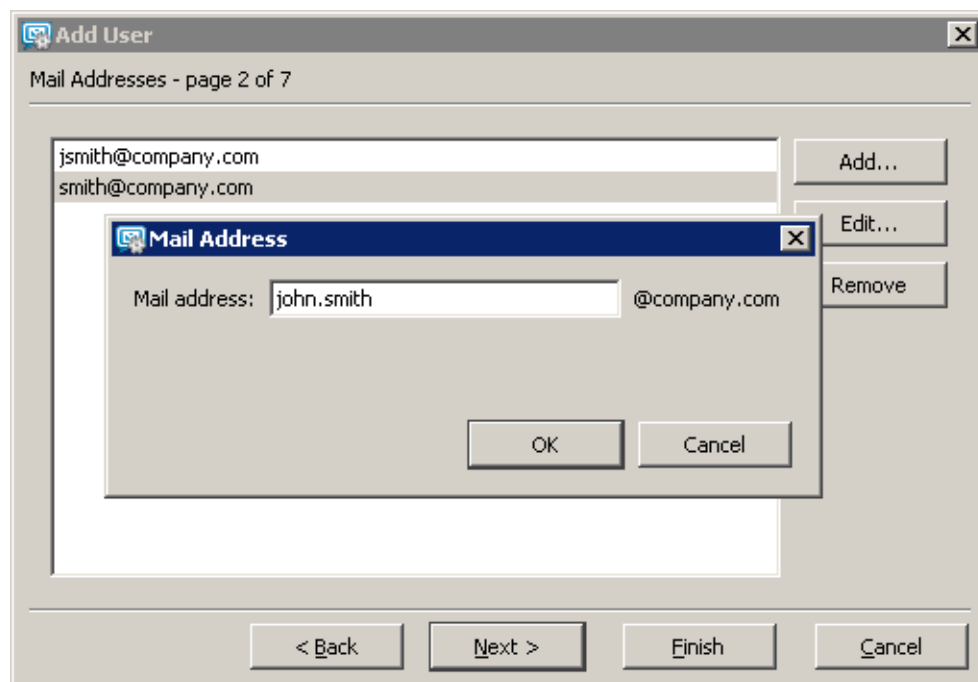 Add User
Mail Addresses - page 2 of 7
jsmith@company.com
smith@company.com
Add...
Edit...
Remove
Mail Address
Mail address: john.smith @company.com
OK Cancel
< Back Next > Finish Cancel